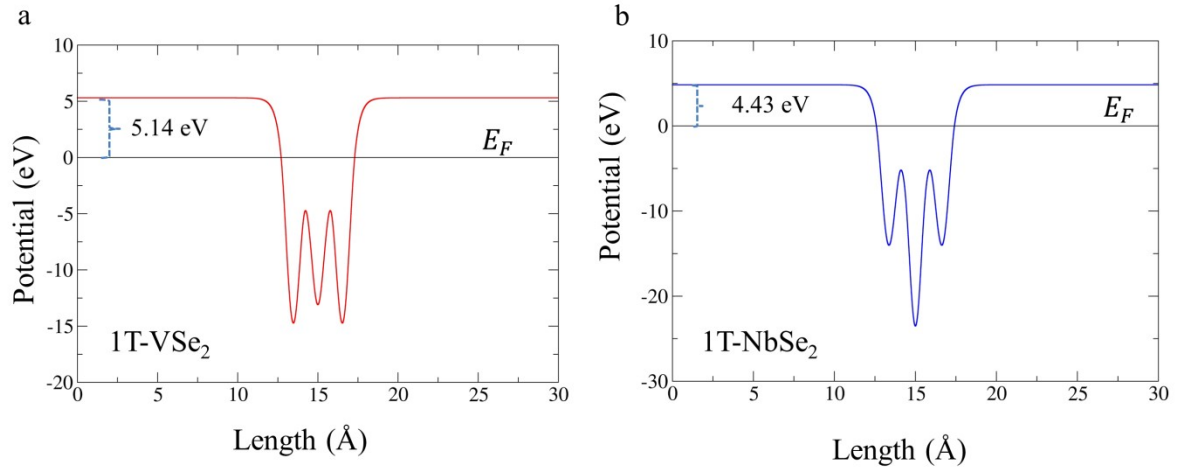 a
10
5
0
-5
-10
-15
-20
Potential (eV)
5.14 eV
E_F
1T-VSe₂
0 5 10 15 20 25 30
Length (Å)
b
10
0
-10
-20
-30
Potential (eV)
4.43 eV
E_F
1T-NbSe₂
0 5 10 15 20 25 30
Length (Å)